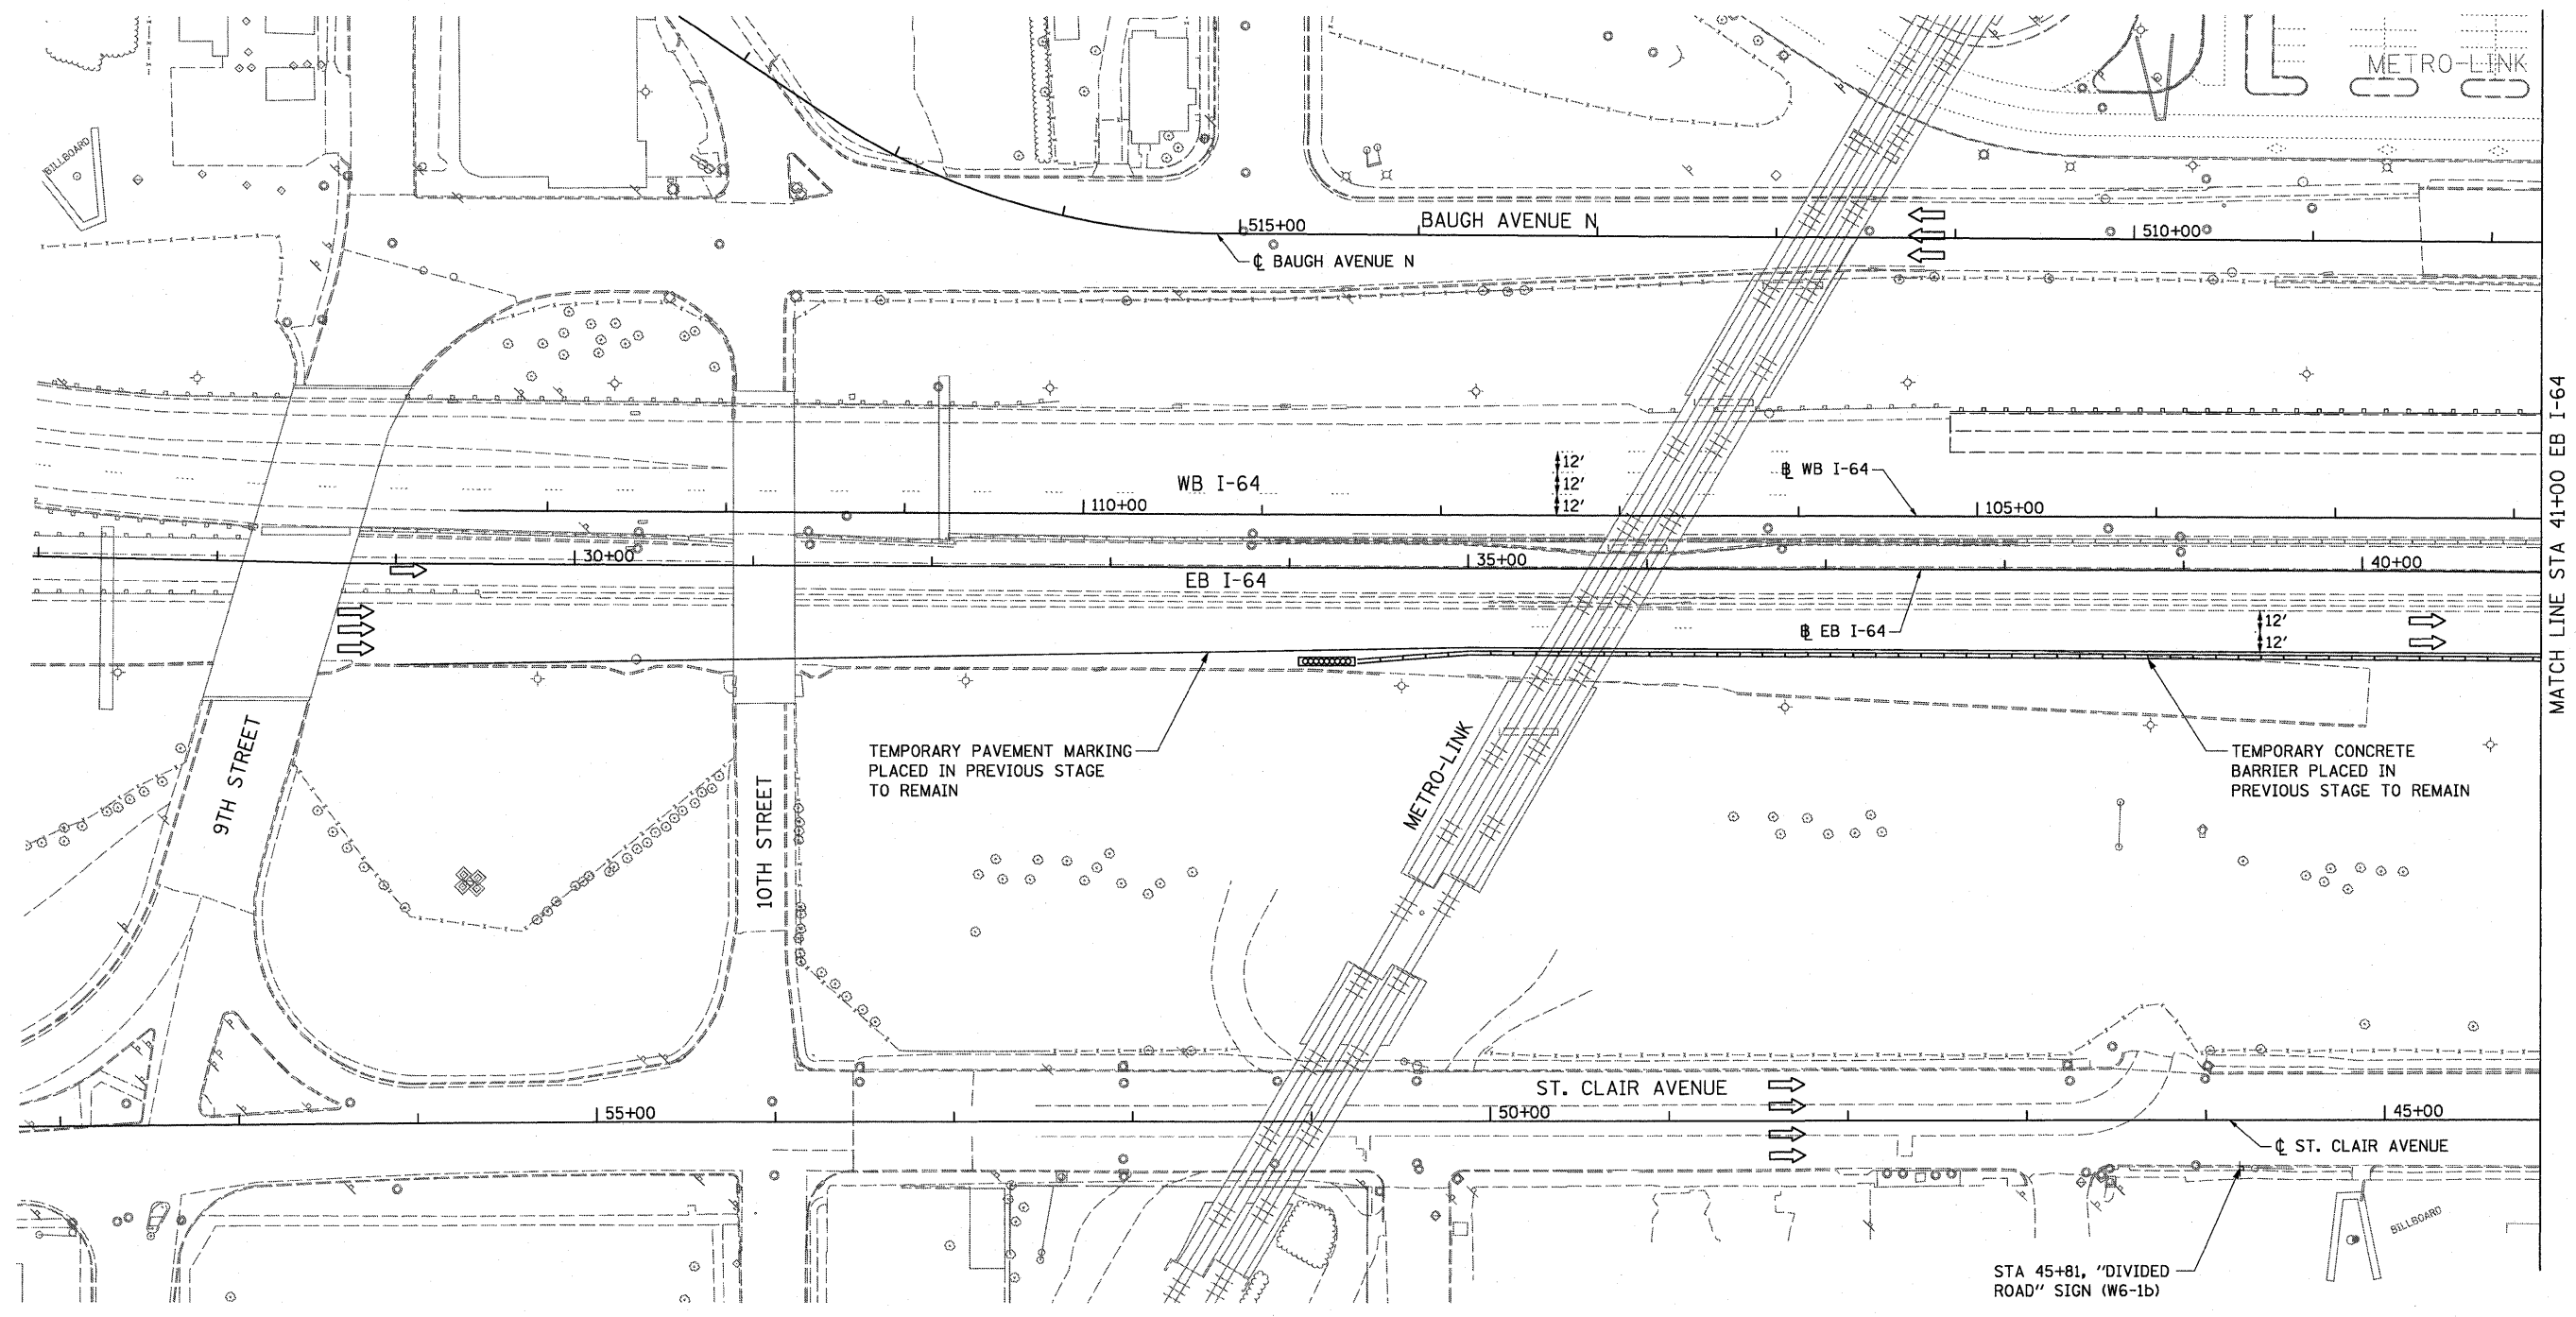 METRO-LINK
BILLBOARD
515+00
BAUGH AVENUE N
510+00
℄ BAUGH AVENUE N
MATCH LINE STA 41+00 EB I-64
12'
12'
12'
℔ WB I-64
WB I-64
110+00
105+00
30+00
35+00
40+00
EB I-64
℔ EB I-64
12'
12'
9TH STREET
10TH STREET
TEMPORARY PAVEMENT MARKING
PLACED IN PREVIOUS STAGE
TO REMAIN
METRO-LINK
TEMPORARY CONCRETE
BARRIER PLACED IN
PREVIOUS STAGE TO REMAIN
ST. CLAIR AVENUE
55+00
50+00
45+00
℄ ST. CLAIR AVENUE
BILLBOARD
STA 45+81, "DIVIDED
ROAD" SIGN (W6-1b)